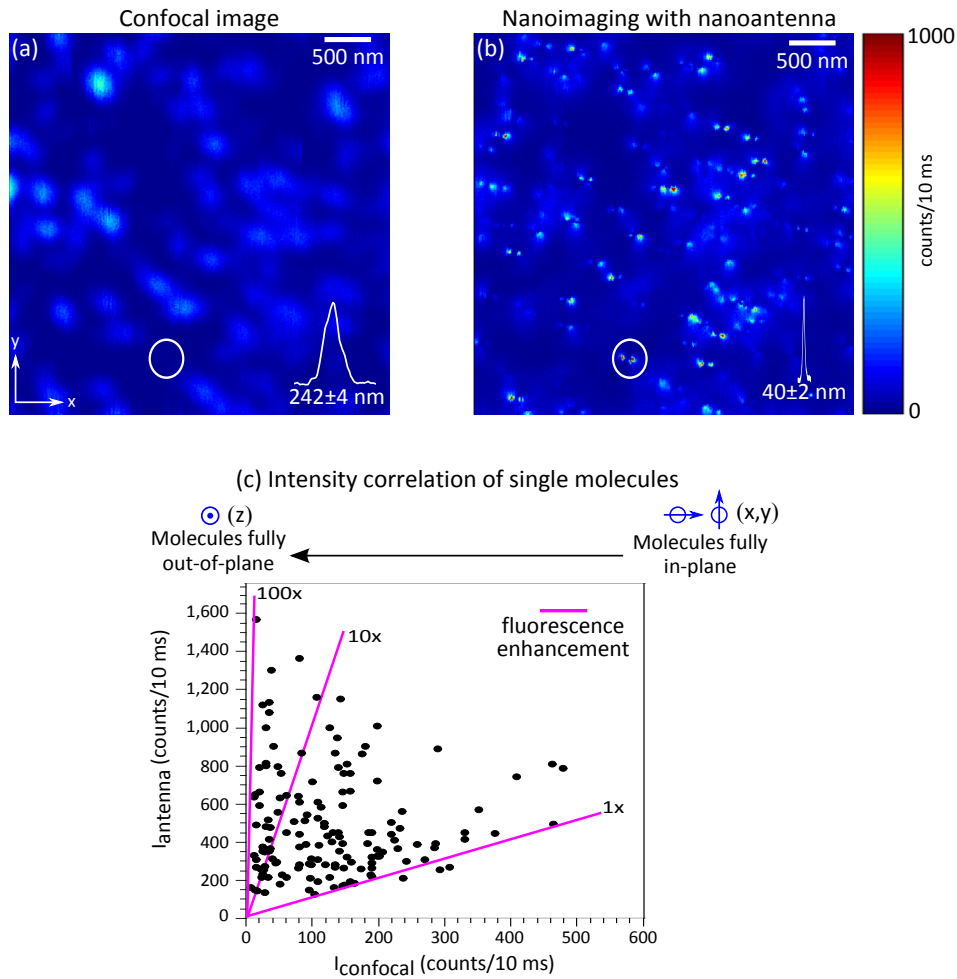 Confocal image
Nanoimaging with nanoantenna
(a)
500 nm
y
x
242±4 nm
(b)
500 nm
40±2 nm
1000
counts/10 ms
0
(c) Intensity correlation of single molecules
(z)
Molecules fully
out-of-plane
(x,y)
Molecules fully
in-plane
100x
10x
1x
fluorescence
enhancement
Iantenna (counts/10 ms)
1,600
1,400
1,200
1,000
800
600
400
200
0
0 100 200 300 400 500 600
Iconfocal (counts/10 ms)